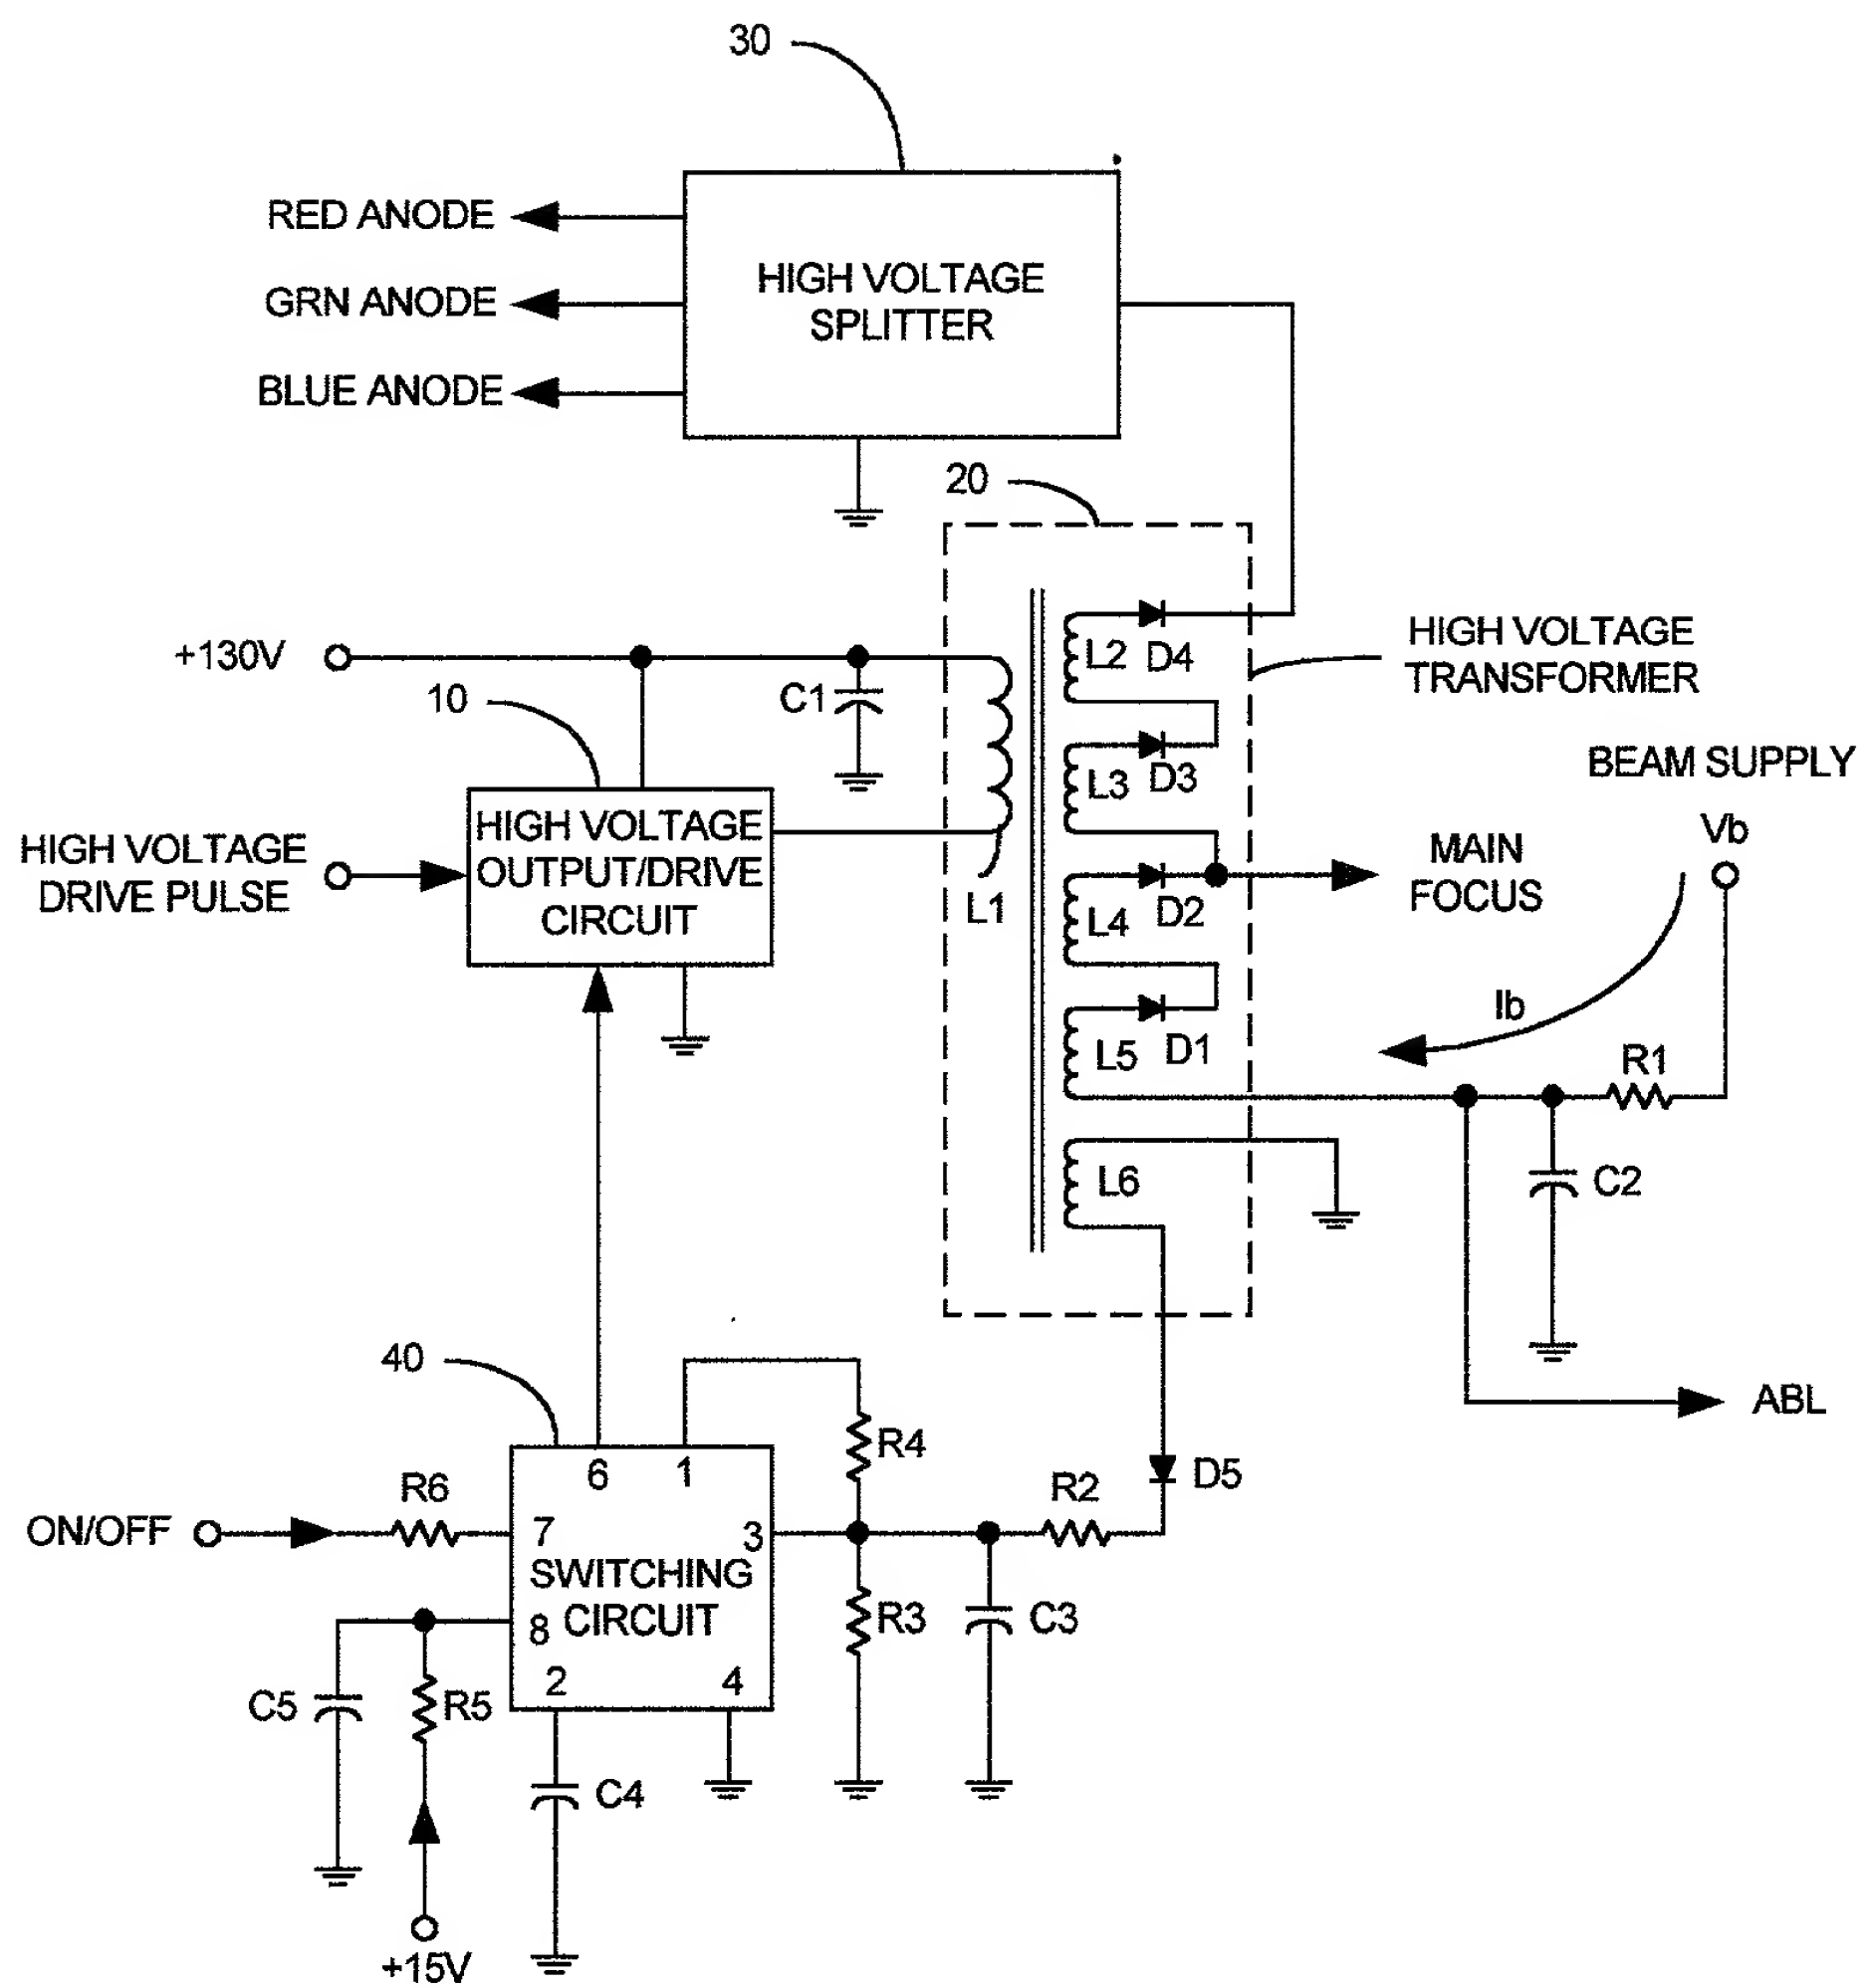 30
RED ANODE
GRN ANODE
BLUE ANODE
HIGH VOLTAGE
SPLITTER
20
+130V
10
C1
L2
D4
HIGH VOLTAGE
TRANSFORMER
L3
D3
BEAM SUPPLY
Vb
HIGH VOLTAGE
DRIVE PULSE
HIGH VOLTAGE
OUTPUT/DRIVE
CIRCUIT
L1
L4
D2
MAIN
FOCUS
Ib
L5
D1
R1
L6
C2
40
ABL
6
1
R4
R2
D5
ON/OFF
R6
7
3
SWITCHING
CIRCUIT
8
R3
C3
2
4
C5
R5
C4
+15V